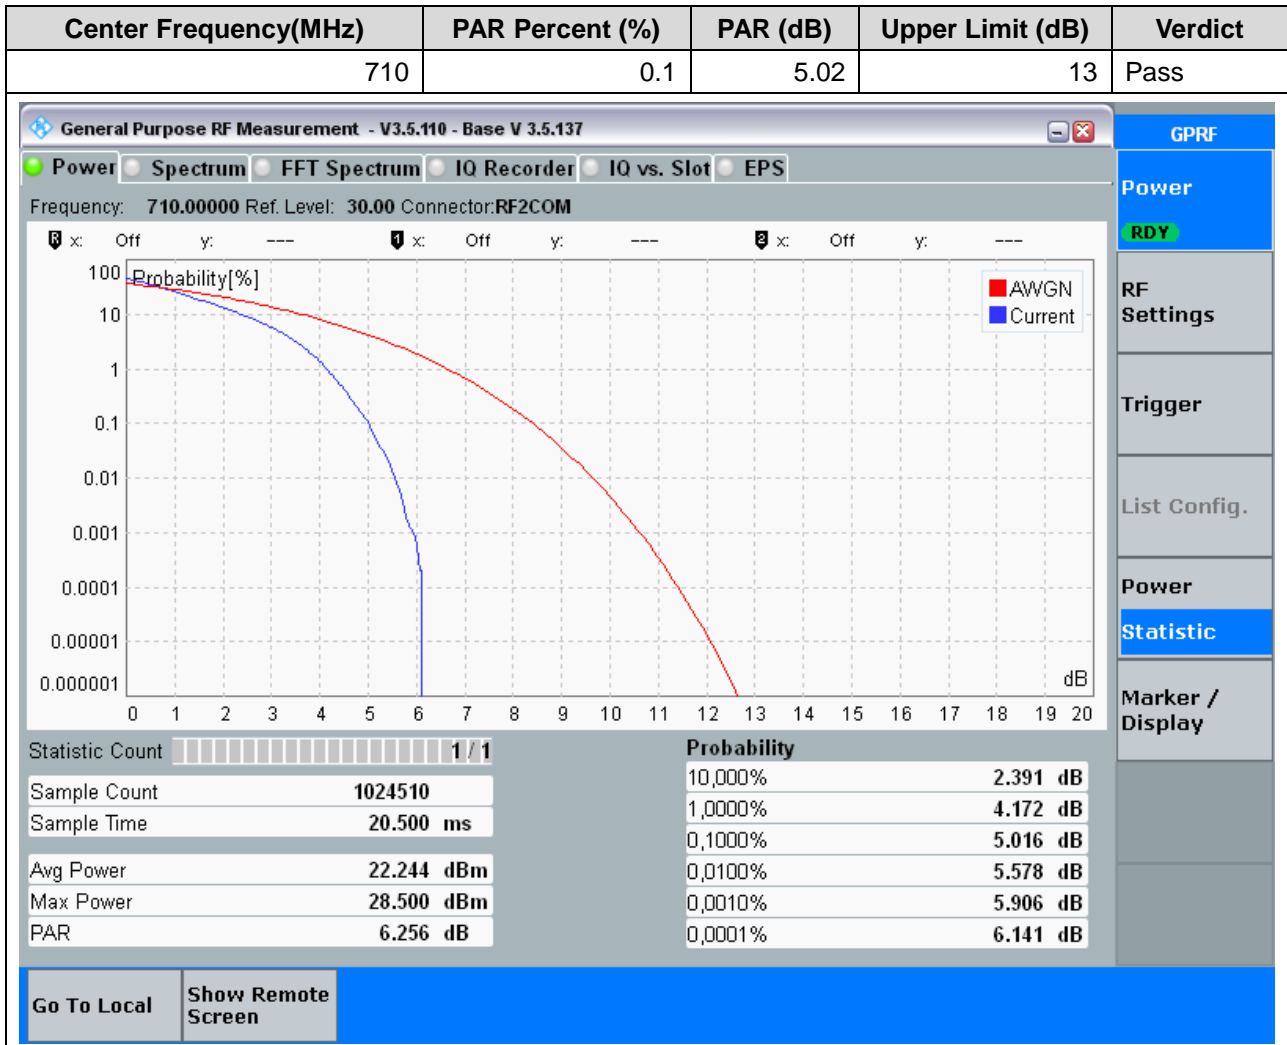 Center Frequency(MHz) PAR Percent (%) PAR (dB) Upper Limit (dB) Verdict
710 0.1 5.02 13 Pass
General Purpose RF Measurement - V3.5.110 - Base V 3.5.137
GPRF
Power Spectrum FFT Spectrum IQ Recorder IQ vs. Slot EPS
Power
RDY
Frequency: 710.00000 Ref. Level: 30.00 Connector:RF2COM
R x: Off y: --- 1 x: Off y: --- 2 x: Off y: ---
RF
Settings
Trigger
List Config.
Power
Statistic
Marker /
Display
Probability[%]
AWGN
Current
100
10
1
0.1
0.01
0.001
0.0001
0.00001
0.000001
dB
0 1 2 3 4 5 6 7 8 9 10 11 12 13 14 15 16 17 18 19 20
Statistic Count 1 / 1
Sample Count 1024510
Sample Time 20.500 ms
Avg Power 22.244 dBm
Max Power 28.500 dBm
PAR 6.256 dB
Probability
10,000% 2.391 dB
1,0000% 4.172 dB
0,1000% 5.016 dB
0,0100% 5.578 dB
0,0010% 5.906 dB
0,0001% 6.141 dB
Go To Local
Show Remote
Screen